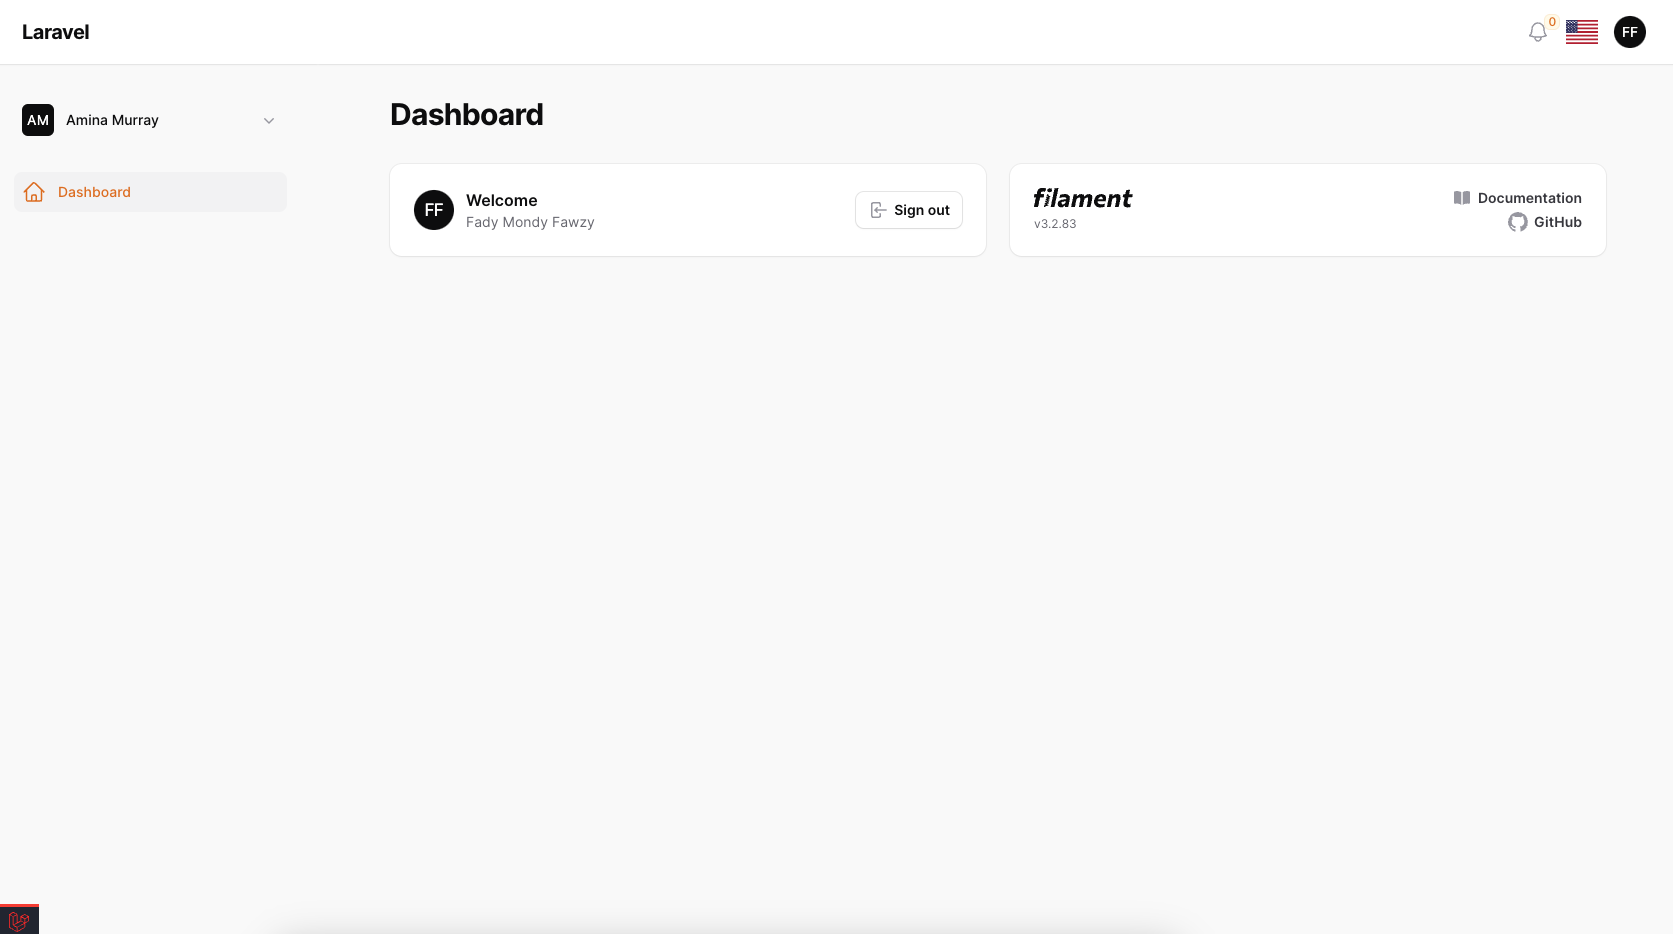 Laravel
0
FF
AM
Amina Murray
Dashboard
Dashboard
FF
Welcome
Fady Mondy Fawzy
Sign out
filament
v3.2.83
Documentation
GitHub